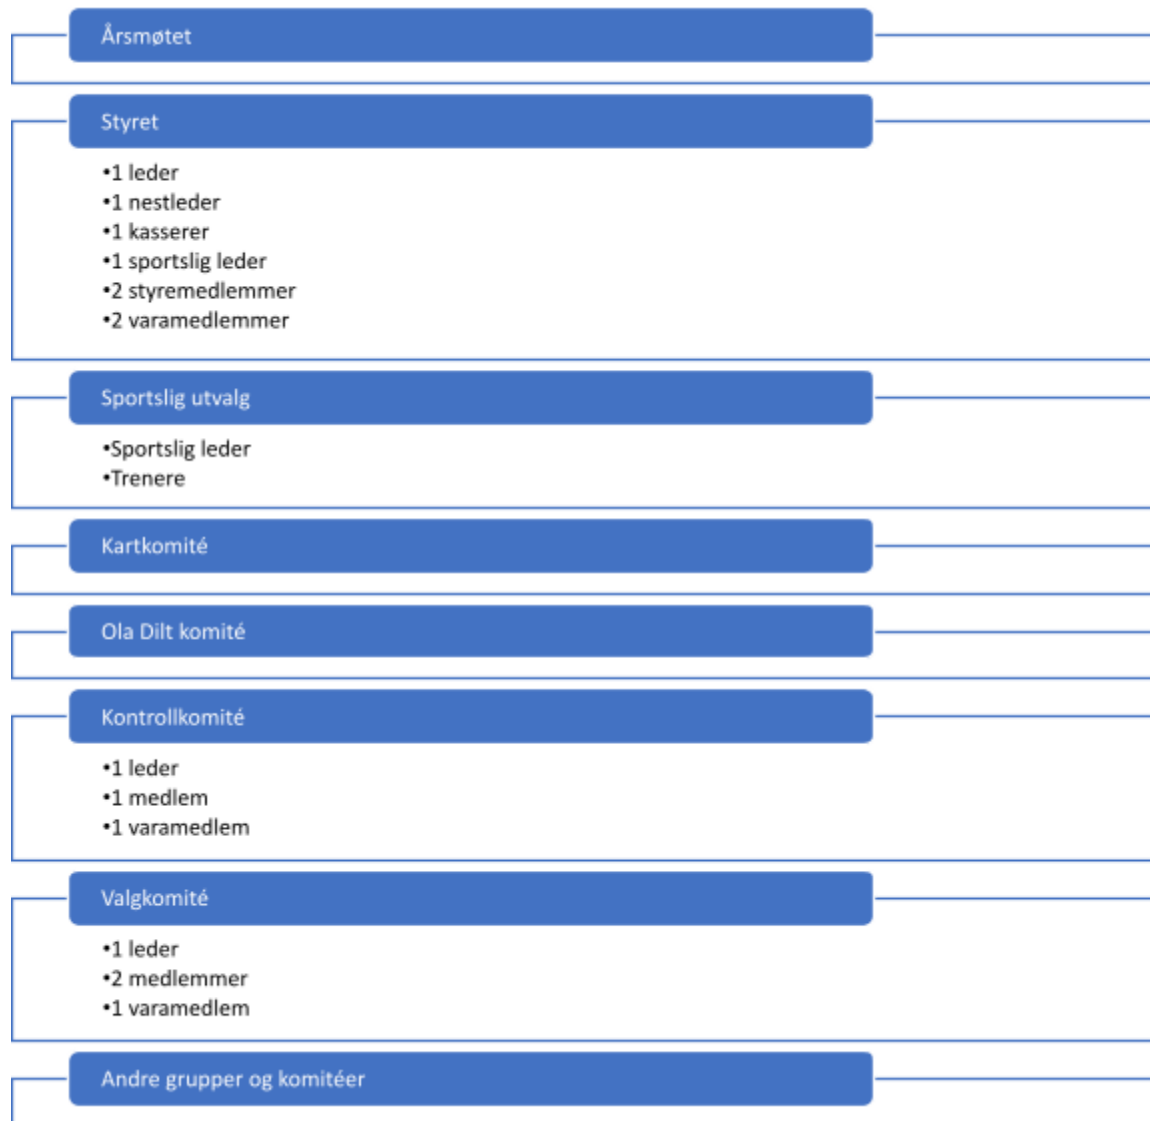 Årsmøtet
Styret
•1 leder
•1 nestleder
•1 kasserer
•1 sportslig leder
•2 styremedlemmer
•2 varamedlemmer
Sportslig utvalg
•Sportslig leder
•Trenere
Kartkomité
Ola Dilt komité
Kontrollkomité
•1 leder
•1 medlem
•1 varamedlem
Valgkomité
•1 leder
•2 medlemmer
•1 varamedlem
Andre grupper og komitéer